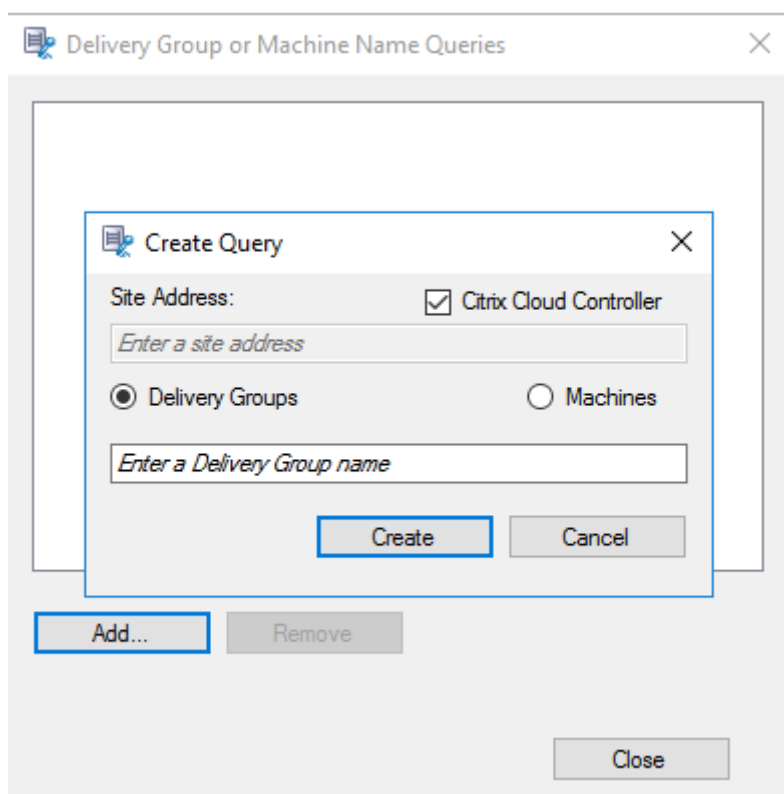 Delivery Group or Machine Name Queries
Create Query
Site Address: Citrix Cloud Controller
Enter a site address
Delivery Groups Machines
Enter a Delivery Group name
Create Cancel
Add... Remove
Close